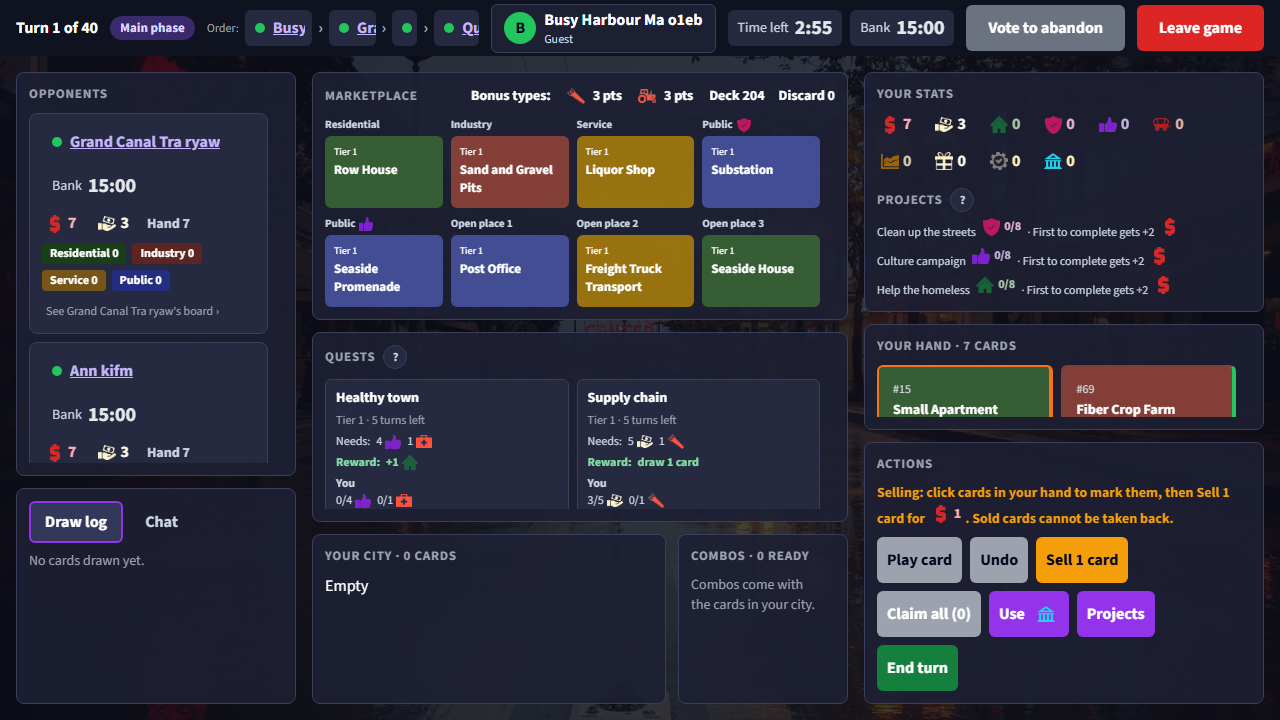 Turn 1 of 40
Main phase
Order:
Busy
›
Gra
›
›
Qu
B
Busy Harbour Ma o1eb
Guest
Time left 2:55
Bank 15:00
Vote to abandon
Leave game
OPPONENTS
Grand Canal Tra ryaw
Bank 15:00
7 3 Hand 7
Residential 0 Industry 0
Service 0 Public 0
See Grand Canal Tra ryaw's board ›
Ann kifm
Bank 15:00
7 3 Hand 7
Draw log Chat
No cards drawn yet.
MARKETPLACE Bonus types: 3 pts 3 pts Deck 204 Discard 0
Residential Industry Service Public
Tier 1
Row House
Tier 1
Sand and Gravel
Pits
Tier 1
Liquor Shop
Tier 1
Substation
Public Open place 1 Open place 2 Open place 3
Tier 1
Seaside
Promenade
Tier 1
Post Office
Tier 1
Freight Truck
Transport
Tier 1
Seaside House
QUESTS ?
Healthy town
Tier 1 · 5 turns left
Needs: 4 1
Reward: +1
You
0/4 0/1
Supply chain
Tier 1 · 5 turns left
Needs: 5 1
Reward: draw 1 card
You
3/5 0/1
YOUR CITY · 0 CARDS
Empty
COMBOS · 0 READY
Combos come with
the cards in your city.
YOUR STATS
7 3 0 0 0 0
0 0 0 0
PROJECTS ?
Clean up the streets 0/8 · First to complete gets +2
Culture campaign 0/8 · First to complete gets +2
Help the homeless 0/8 · First to complete gets +2
YOUR HAND · 7 CARDS
#15
Small Apartment
#69
Fiber Crop Farm
ACTIONS
Selling: click cards in your hand to mark them, then Sell 1
card for 1 . Sold cards cannot be taken back.
Play card Undo Sell 1 card
Claim all (0) Use Projects
End turn